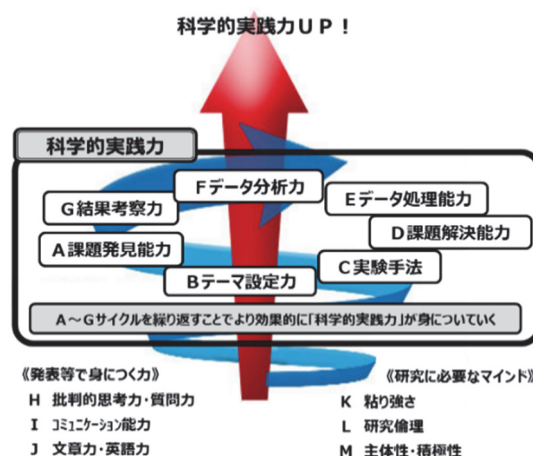 科学的実践力UP！
科学的実践力
Fデータ分析力
Eデータ処理能力
G結果考察力
D課題解決能力
A課題発見能力
C実験手法
Bテーマ設定力
A～Gサイクルを繰り返すことでより効果的に「科学的実践力」が身についていく
《発表等で身につく力》
H 批判的思考力・質問力
I コミュニケーション能力
J 文章力・英語力
《研究に必要なマインド》
K 粘り強さ
L 研究倫理
M 主体性・積極性